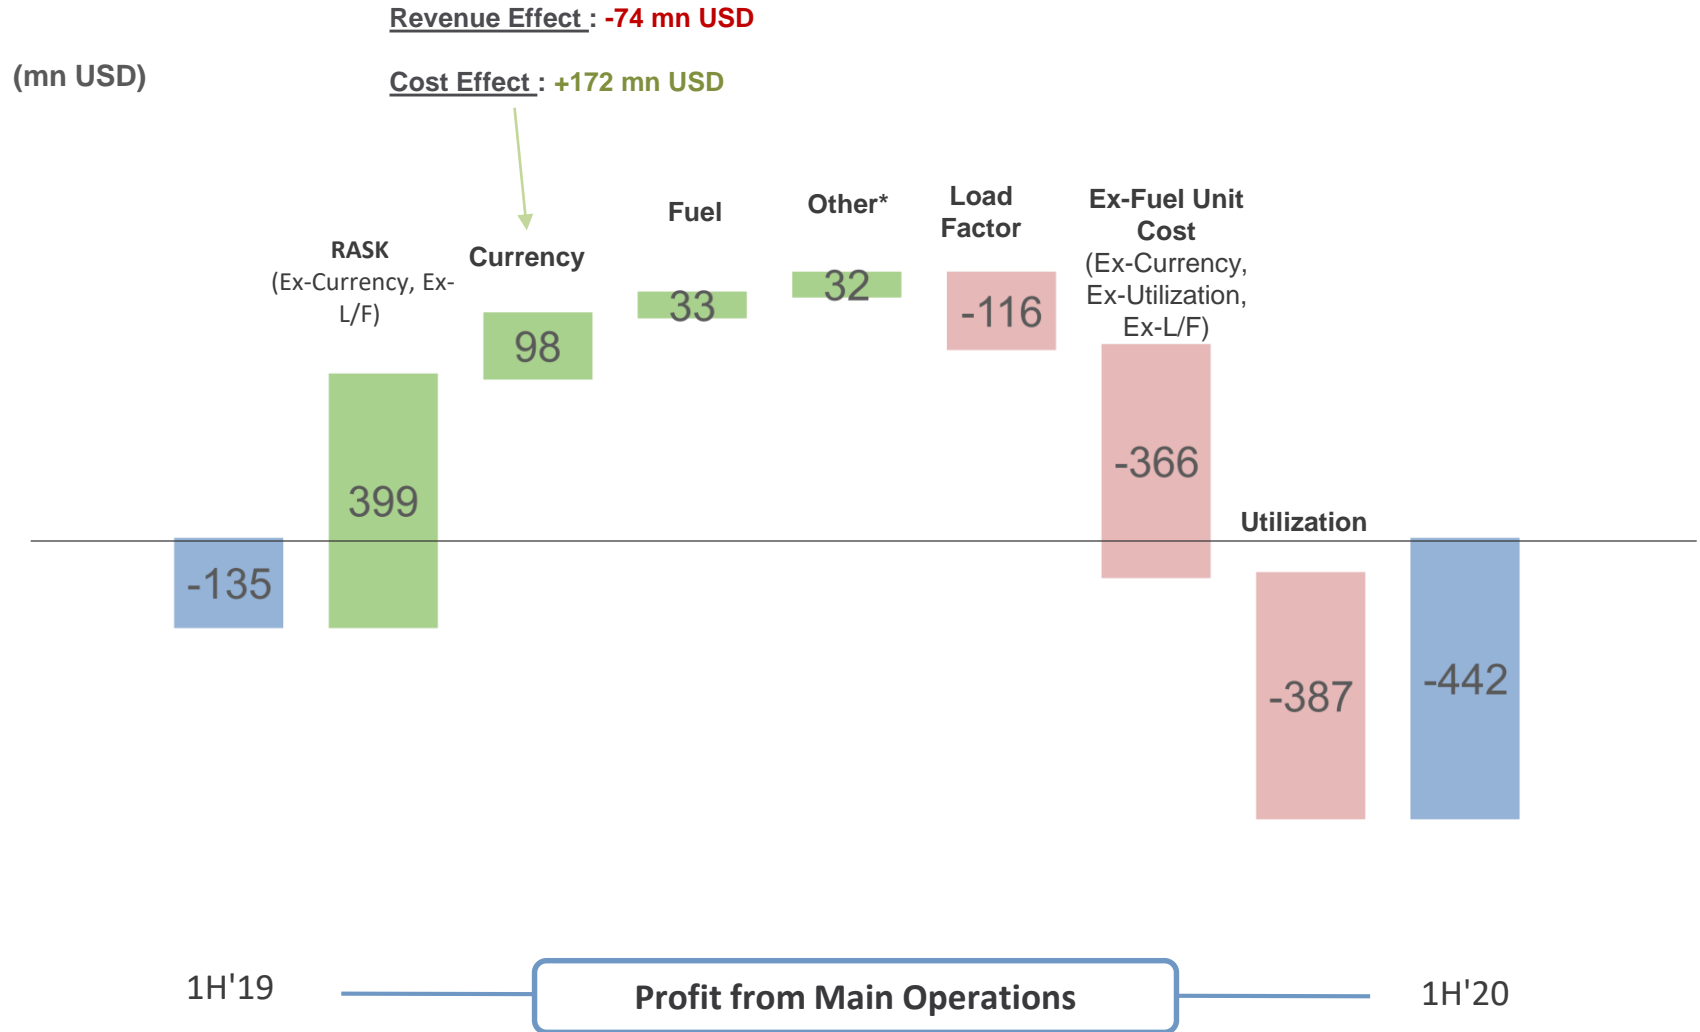 Revenue Effect : -74 mn USD
(mn USD)
Cost Effect : +172 mn USD
RASK
(Ex-Currency, Ex-
L/F)
Currency
Fuel
Other*
Load
Factor
Ex-Fuel Unit
Cost
(Ex-Currency,
Ex-Utilization,
Ex-L/F)
Utilization
-135
399
98
33
32
-116
-366
-387
-442
1H'19
Profit from Main Operations
1H'20